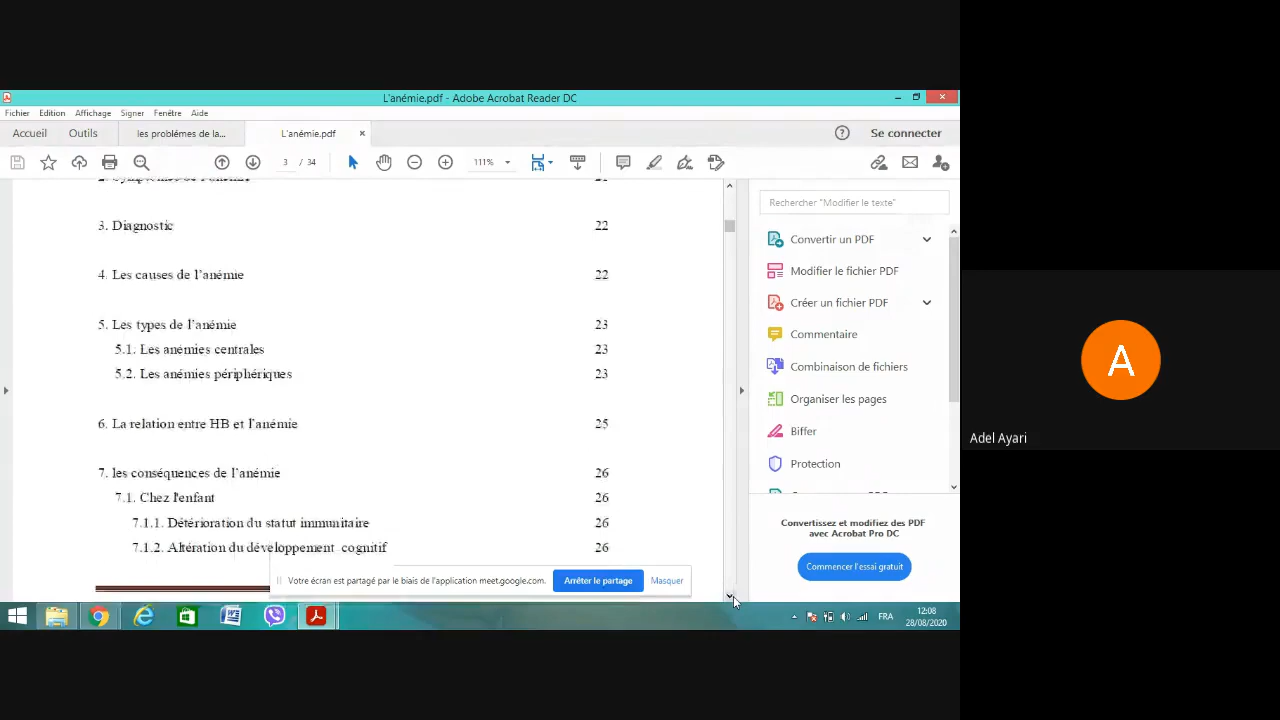 L'anémie.pdf - Adobe Acrobat Reader DC
Fichier Edition Affichage Signer Fenêtre Aide
Accueil Outils les problèmes de la... L'anémie.pdf × Se connecter
3 / 34 111%
2. Symptômes de l'anémie 21
3. Diagnostic 22
4. Les causes de l'anémie 22
5. Les types de l'anémie 23
5.1. Les anémies centrales 23
5.2. Les anémies périphériques 23
6. La relation entre HB et l'anémie 25
7. les conséquences de l'anémie 26
7.1. Chez l'enfant 26
7.1.1. Détérioration du statut immunitaire 26
7.1.2. Altération du développement cognitif 26
Rechercher "Modifier le texte"
Convertir un PDF
Modifier le fichier PDF
Créer un fichier PDF
Commentaire
Combinaison de fichiers
Organiser les pages
Biffer
Protection
Convertissez et modifiez des PDF
avec Acrobat Pro DC
Commencer l'essai gratuit
Votre écran est partagé par le biais de l'application meet.google.com. Arrêter le partage Masquer
FRA
12:08
28/08/2020
A
Adel Ayari